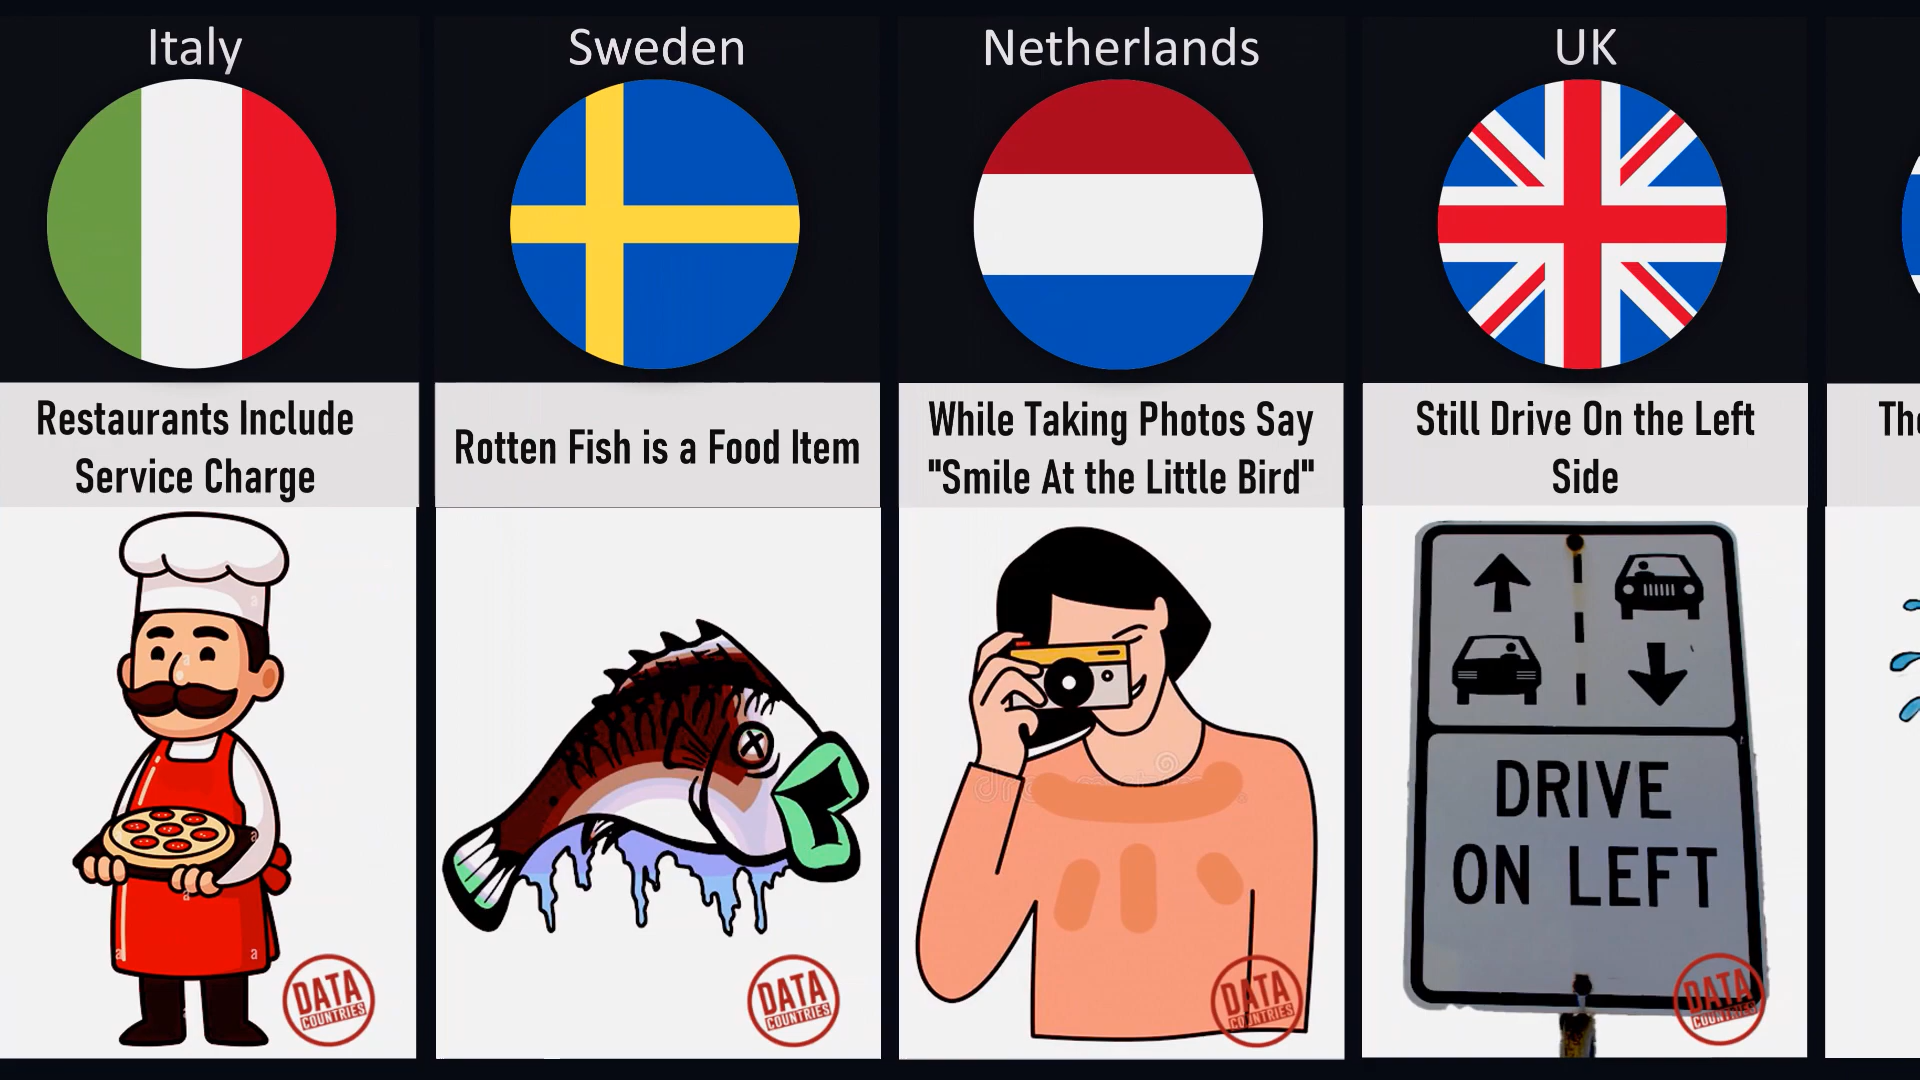 Italy
Restaurants Include
Service Charge
DATA
COUNTRIES
Sweden
Rotten Fish is a Food Item
DATA
COUNTRIES
Netherlands
While Taking Photos Say
"Smile At the Little Bird"
DATA
COUNTRIES
UK
Still Drive On the Left
Side
DRIVE
ON LEFT
DATA
COUNTRIES